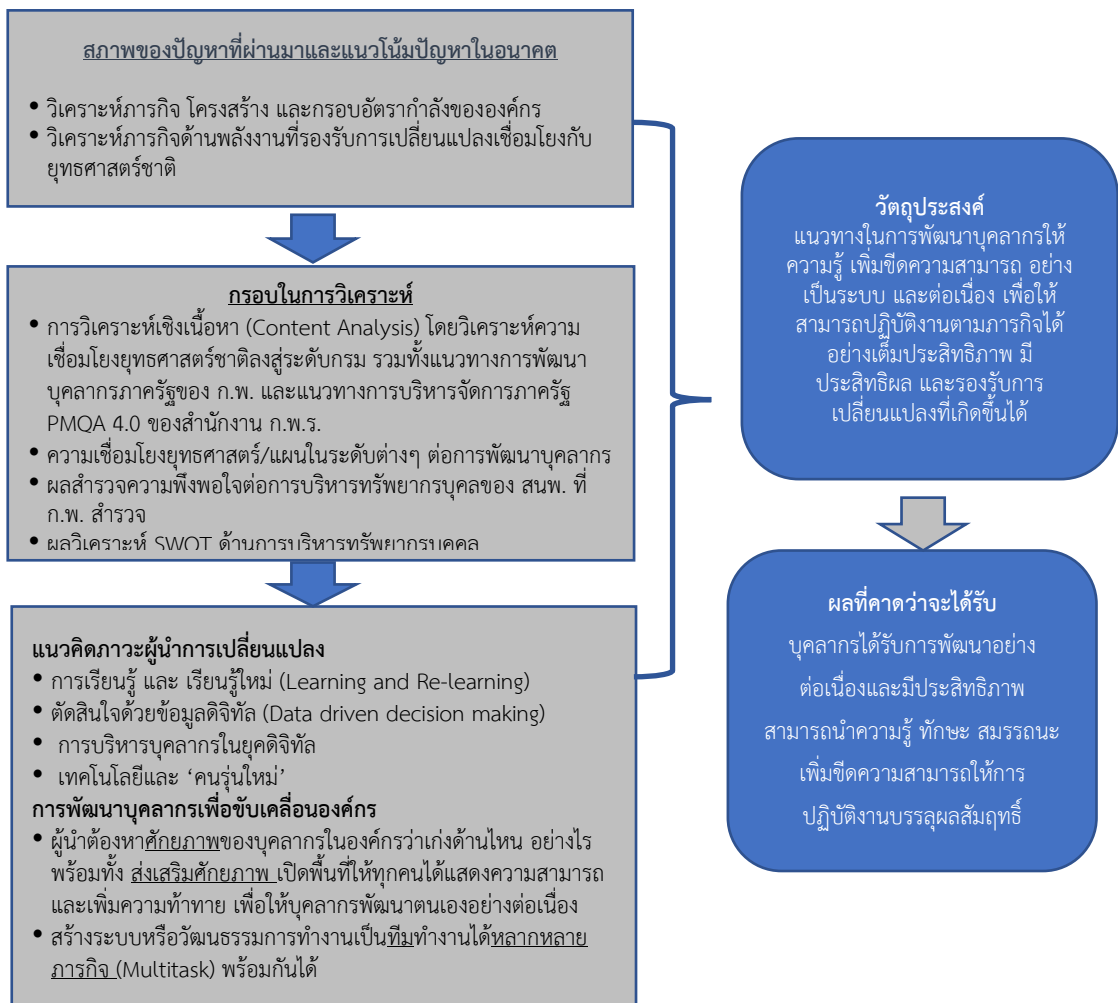 สภาพของปัญหาที่ผ่านมาและแนวโน้มปัญหาในอนาคต
• วิเคราะห์ภารกิจ โครงสร้าง และกรอบอัตรากำลังขององค์กร
• วิเคราะห์ภารกิจด้านพลังงานที่รองรับการเปลี่ยนแปลงเชื่อมโยงกับ
ยุทธศาสตร์ชาติ
กรอบในการวิเคราะห์
• การวิเคราะห์เชิงเนื้อหา (Content Analysis) โดยวิเคราะห์ความ
เชื่อมโยงยุทธศาสตร์ชาติลงสู่ระดับกรม รวมทั้งแนวทางการพัฒนา
บุคลากรภาครัฐของ ก.พ. และแนวทางการบริหารจัดการภาครัฐ
PMQA 4.0 ของสำนักงาน ก.พ.ร.
• ความเชื่อมโยงยุทธศาสตร์/แผนในระดับต่างๆ ต่อการพัฒนาบุคลากร
• ผลสำรวจความพึงพอใจต่อการบริหารทรัพยากรบุคลของ สนพ. ที่
ก.พ. สำรวจ
• ผลวิเคราะห์ SWOT ด้านการบริหารทรัพยากรบุคคล
แนวคิดภาวะผู้นำการเปลี่ยนแปลง
• การเรียนรู้ และ เรียนรู้ใหม่ (Learning and Re-learning)
• ตัดสินใจด้วยข้อมูลดิจิทัล (Data driven decision making)
• การบริหารบุคลากรในยุคดิจิทัล
• เทคโนโลยีและ ‘คนรุ่นใหม่’
การพัฒนาบุคลากรเพื่อขับเคลื่อนองค์กร
• ผู้นำต้องหาศักยภาพของบุคลากรในองค์กรว่าเก่งด้านไหน อย่างไร
พร้อมทั้ง ส่งเสริมศักยภาพ เปิดพื้นที่ให้ทุกคนได้แสดงความสามารถ
และเพิ่มความท้าทาย เพื่อให้บุคลากรพัฒนาตนเองอย่างต่อเนื่อง
• สร้างระบบหรือวัฒนธรรมการทำงานเป็นทีมทำงานได้หลากหลาย
ภารกิจ (Multitask) พร้อมกันได้
วัตถุประสงค์
แนวทางในการพัฒนาบุคลากรให้
ความรู้ เพิ่มขีดความสามารถ อย่าง
เป็นระบบ และต่อเนื่อง เพื่อให้
สามารถปฏิบัติงานตามภารกิจได้
อย่างเต็มประสิทธิภาพ มี
ประสิทธิผล และรองรับการ
เปลี่ยนแปลงที่เกิดขึ้นได้
ผลที่คาดว่าจะได้รับ
บุคลากรได้รับการพัฒนาอย่าง
ต่อเนื่องและมีประสิทธิภาพ
สามารถนำความรู้ ทักษะ สมรรถนะ
เพิ่มขีดความสามารถให้การ
ปฏิบัติงานบรรลุผลสัมฤทธิ์